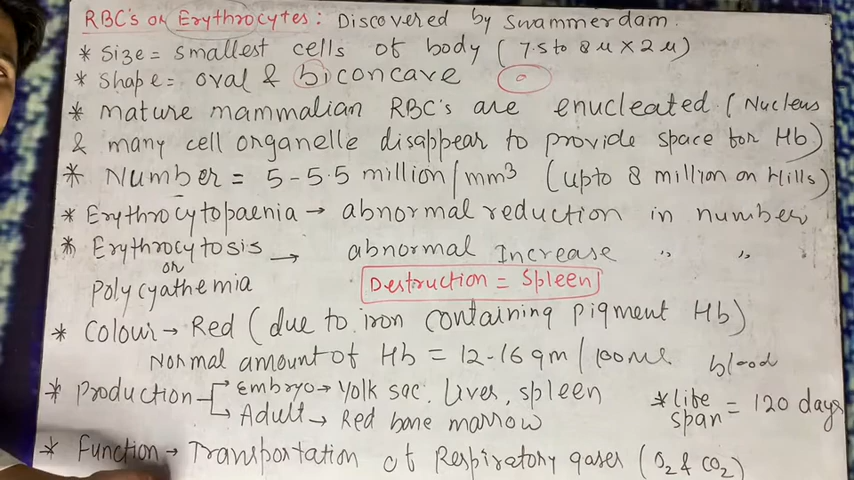 RBC's or Erythrocytes: Discovered by Swammerdam.
* Size = smallest cells of body (7.5 to 8 μ × 2 μ)
* Shape = oval & biconcave
* Mature mammalian RBC's are enucleated (Nucleus
& many cell organelle disappear to provide space for Hb)
* Number = 5-5.5 million/mm³ (upto 8 million on Hills)
* Erythrocytopaenia → abnormal reduction in number
* Erythrocytosis → abnormal Increase " "
or
Polycyathemia
Destruction = Spleen
* Colour → Red (due to iron containing pigment Hb)
Normal amount of Hb = 12-16 gm/100 ml blood
* Production
Embryo → Yolk sac, Liver, spleen
Adult → Red bone marrow
* Life span = 120 days
* Function → Transportation of Respiratory gases (O₂ & CO₂)